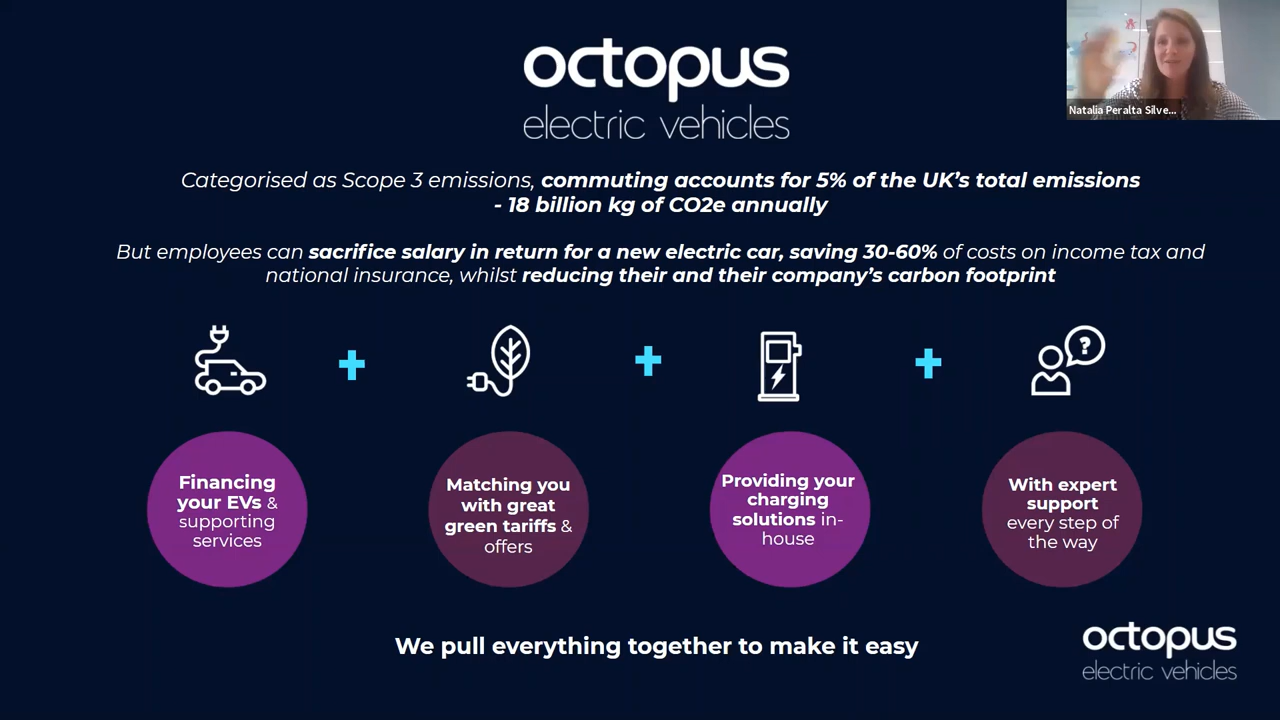 octopus
electric vehicles
Natalia Peralta Silve...
Categorised as Scope 3 emissions, commuting accounts for 5% of the UK's total emissions
- 18 billion kg of CO2e annually
But employees can sacrifice salary in return for a new electric car, saving 30-60% of costs on income tax and
national insurance, whilst reducing their and their company's carbon footprint
?
Financing
your EVs &
supporting
services
Matching you
with great
green tariffs &
offers
Providing your
charging
solutions in-
house
With expert
support
every step of
the way
We pull everything together to make it easy
octopus
electric vehicles